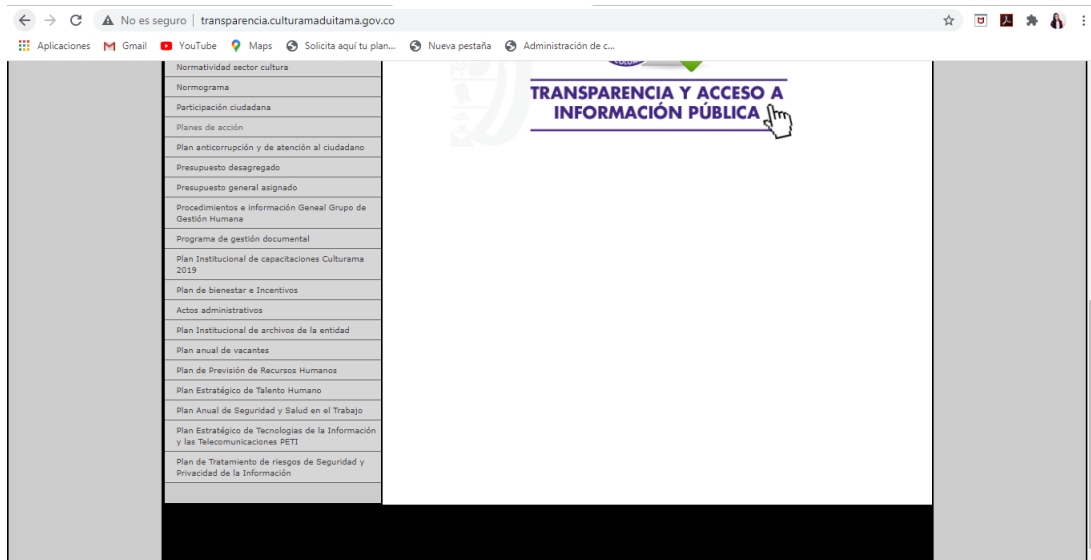 No es seguro | transparencia.culturamaduitama.gov.co
Aplicaciones Gmail YouTube Maps Solicita aquí tu plan... Nueva pestaña Administración de c...
Normatividad sector cultura
Normograma
Participación ciudadana
Planes de acción
Plan anticorrupción y de atención al ciudadano
Presupuesto desagregado
Presupuesto general asignado
Procedimientos e información Geneal Grupo de
Gestión Humana
Programa de gestión documental
Plan Institucional de capacitaciones Culturama
2019
Plan de bienestar e Incentivos
Actos administrativos
Plan Institucional de archivos de la entidad
Plan anual de vacantes
Plan de Previsión de Recursos Humanos
Plan Estratégico de Talento Humano
Plan Anual de Seguridad y Salud en el Trabajo
Plan Estratégico de Tecnologias de la Información
y las Telecomunicaciones PETI
Plan de Tratamiento de riesgos de Seguridad y
Privacidad de la Información
TRANSPARENCIA Y ACCESO A
INFORMACIÓN PÚBLICA